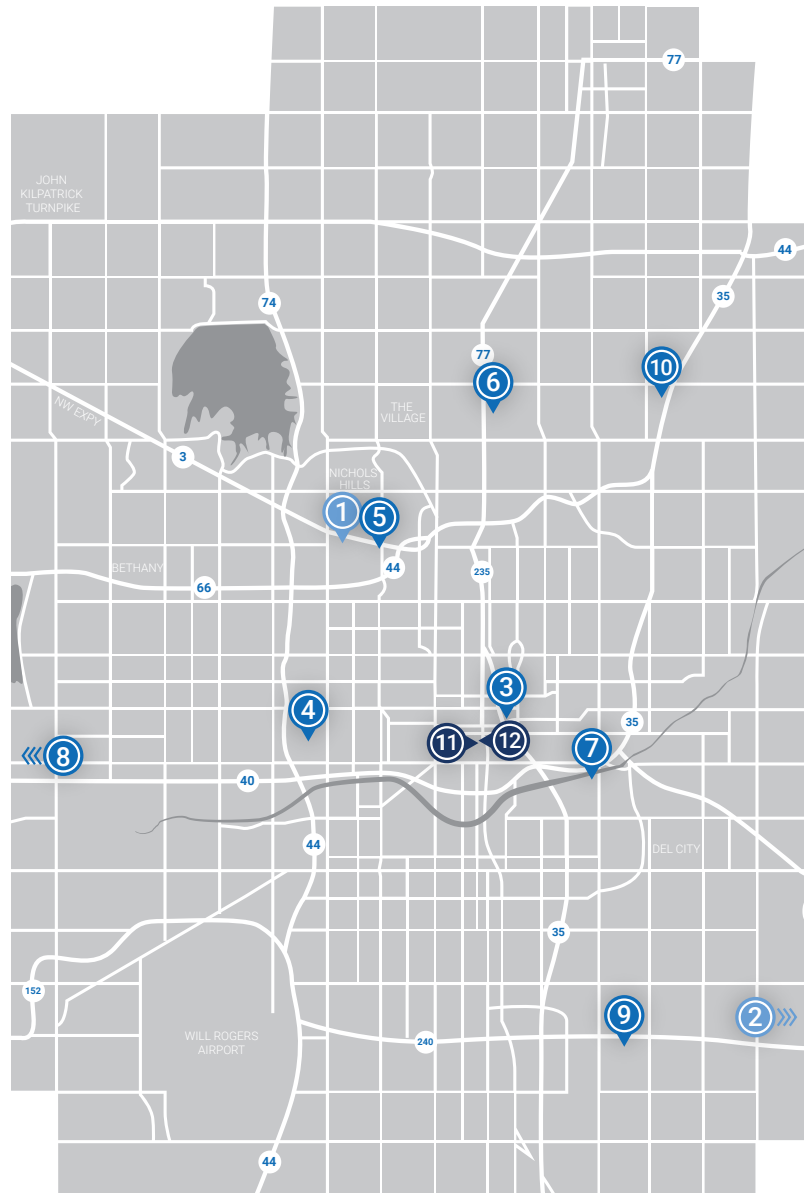 77
JOHN
KILPATRICK
TURNPIKE
44
35
74
77
10
6
NW EXPY
THE
VILLAGE
3
NICHOLS
HILLS
1
5
BETHANY
44
235
66
3
4
35
11
12
7
8
40
44
DEL CITY
35
152
9
2
WILL ROGERS
AIRPORT
240
44